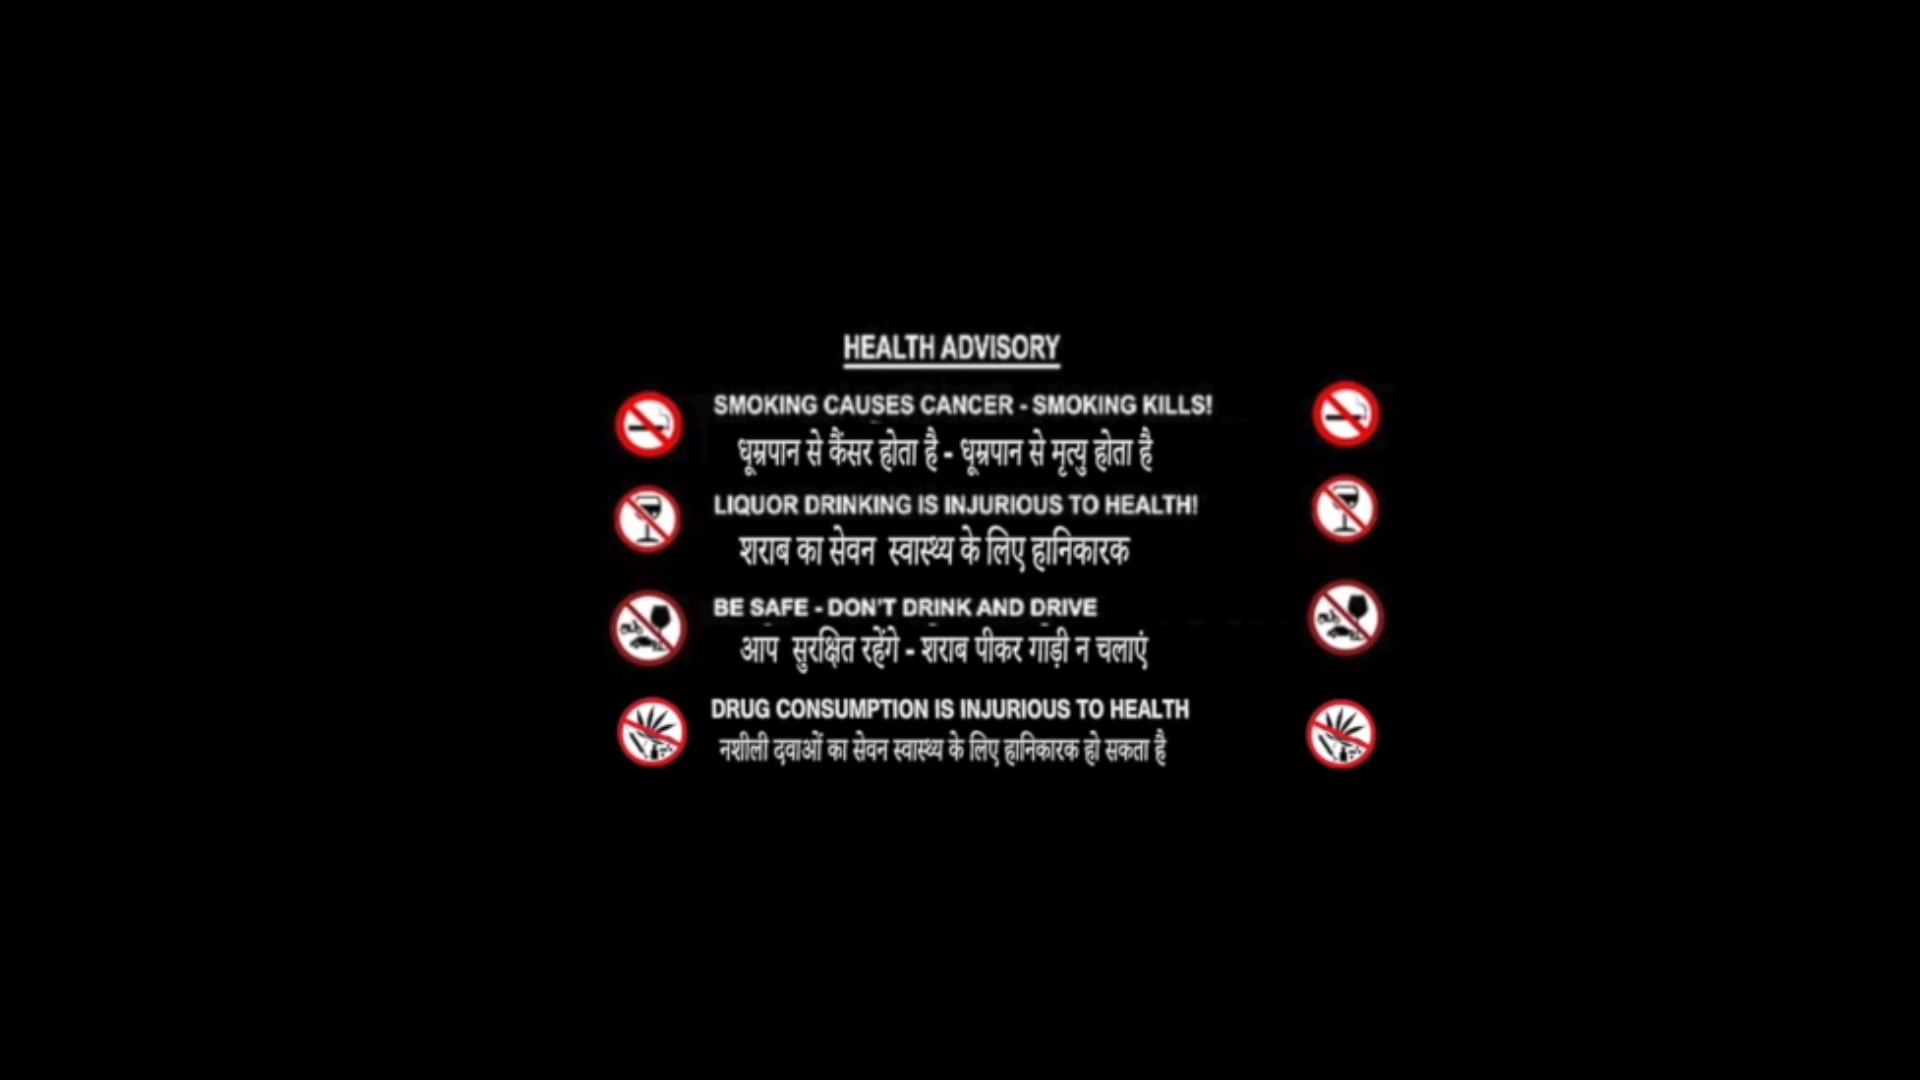 HEALTH ADVISORY
SMOKING CAUSES CANCER - SMOKING KILLS!
धूम्रपान से कैंसर होता है - धूम्रपान से मृत्यु होता है
LIQUOR DRINKING IS INJURIOUS TO HEALTH!
शराब का सेवन स्वास्थ्य के लिए हानिकारक
BE SAFE - DON'T DRINK AND DRIVE
आप सुरक्षित रहेंगे - शराब पीकर गाड़ी न चलाएं
DRUG CONSUMPTION IS INJURIOUS TO HEALTH
नशीली दवाओं का सेवन स्वास्थ्य के लिए हानिकारक हो सकता है